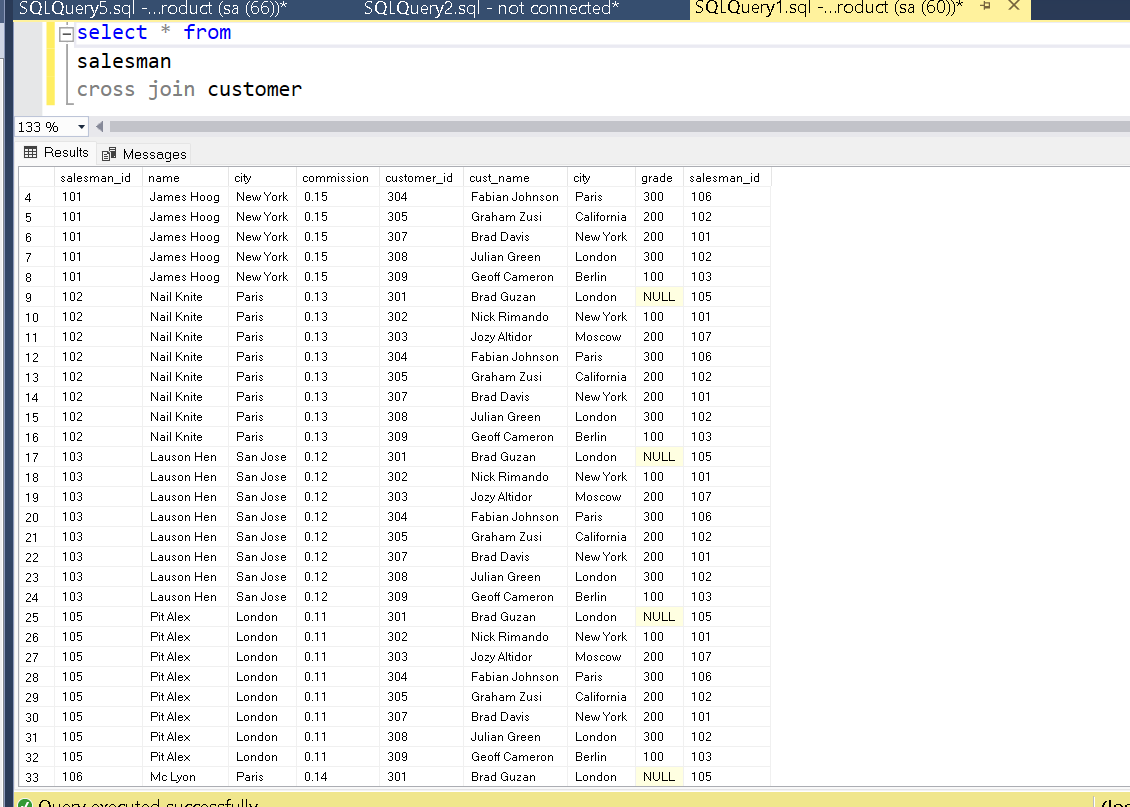 SQLQuery5.sql -...roduct (sa (66))* SQLQuery2.sql - not connected* SQLQuery1.sql -...roduct (sa (60))*
select * from
salesman
cross join customer
133 %
Results Messages
salesman_id name city commission customer_id cust_name city grade salesman_id
4 101 James Hoog New York 0.15 304 Fabian Johnson Paris 300 106
5 101 James Hoog New York 0.15 305 Graham Zusi California 200 102
6 101 James Hoog New York 0.15 307 Brad Davis New York 200 101
7 101 James Hoog New York 0.15 308 Julian Green London 300 102
8 101 James Hoog New York 0.15 309 Geoff Cameron Berlin 100 103
9 102 Nail Knite Paris 0.13 301 Brad Guzan London NULL 105
10 102 Nail Knite Paris 0.13 302 Nick Rimando New York 100 101
11 102 Nail Knite Paris 0.13 303 Jozy Altidor Moscow 200 107
12 102 Nail Knite Paris 0.13 304 Fabian Johnson Paris 300 106
13 102 Nail Knite Paris 0.13 305 Graham Zusi California 200 102
14 102 Nail Knite Paris 0.13 307 Brad Davis New York 200 101
15 102 Nail Knite Paris 0.13 308 Julian Green London 300 102
16 102 Nail Knite Paris 0.13 309 Geoff Cameron Berlin 100 103
17 103 Lauson Hen San Jose 0.12 301 Brad Guzan London NULL 105
18 103 Lauson Hen San Jose 0.12 302 Nick Rimando New York 100 101
19 103 Lauson Hen San Jose 0.12 303 Jozy Altidor Moscow 200 107
20 103 Lauson Hen San Jose 0.12 304 Fabian Johnson Paris 300 106
21 103 Lauson Hen San Jose 0.12 305 Graham Zusi California 200 102
22 103 Lauson Hen San Jose 0.12 307 Brad Davis New York 200 101
23 103 Lauson Hen San Jose 0.12 308 Julian Green London 300 102
24 103 Lauson Hen San Jose 0.12 309 Geoff Cameron Berlin 100 103
25 105 Pit Alex London 0.11 301 Brad Guzan London NULL 105
26 105 Pit Alex London 0.11 302 Nick Rimando New York 100 101
27 105 Pit Alex London 0.11 303 Jozy Altidor Moscow 200 107
28 105 Pit Alex London 0.11 304 Fabian Johnson Paris 300 106
29 105 Pit Alex London 0.11 305 Graham Zusi California 200 102
30 105 Pit Alex London 0.11 307 Brad Davis New York 200 101
31 105 Pit Alex London 0.11 308 Julian Green London 300 102
32 105 Pit Alex London 0.11 309 Geoff Cameron Berlin 100 103
33 106 Mc Lyon Paris 0.14 301 Brad Guzan London NULL 105
Query executed successfully